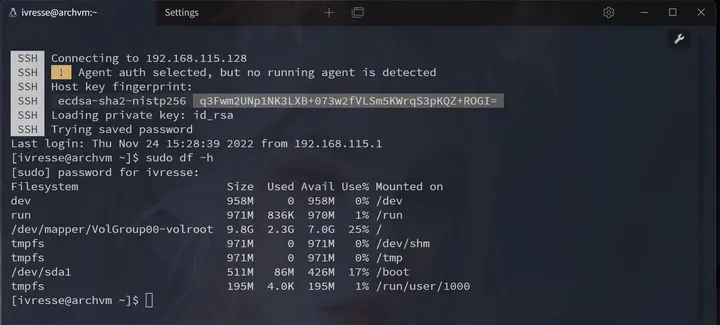 ivresse@archvm:~ Settings
SSH Connecting to 192.168.115.128
SSH ! Agent auth selected, but no running agent is detected
SSH Host key fingerprint:
SSH ecdsa-sha2-nistp256 q3Fwm2UNp1NK3LXB+073w2fVLSm5KWrqS3pKQZ+ROGI=
SSH Loading private key: id_rsa
SSH Trying saved password
Last login: Thu Nov 24 15:28:39 2022 from 192.168.115.1
[ivresse@archvm ~]$ sudo df -h
[sudo] password for ivresse:
Filesystem Size Used Avail Use% Mounted on
dev 958M 0 958M 0% /dev
run 971M 836K 970M 1% /run
/dev/mapper/VolGroup00-volroot 9.8G 2.3G 7.0G 25% /
tmpfs 971M 0 971M 0% /dev/shm
tmpfs 971M 0 971M 0% /tmp
/dev/sda1 511M 86M 426M 17% /boot
tmpfs 195M 4.0K 195M 1% /run/user/1000
[ivresse@archvm ~]$